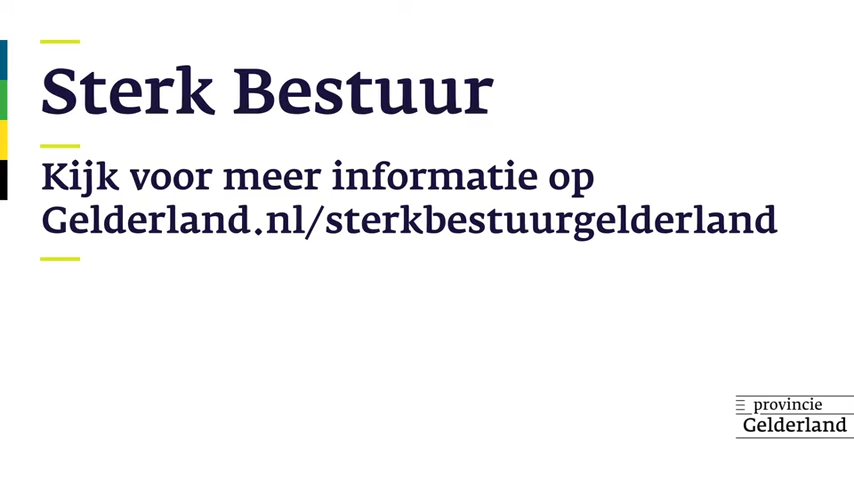 Sterk Bestuur
Kijk voor meer informatie op
Gelderland.nl/sterkbestuurgelderland
provincie
Gelderland